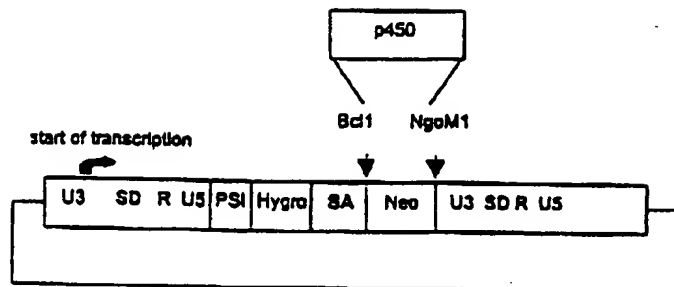 p450
Bcl1 NgoM1
start of transcription
U3 SD R U5 PSI Hygro SA Neo U3 SD R U5